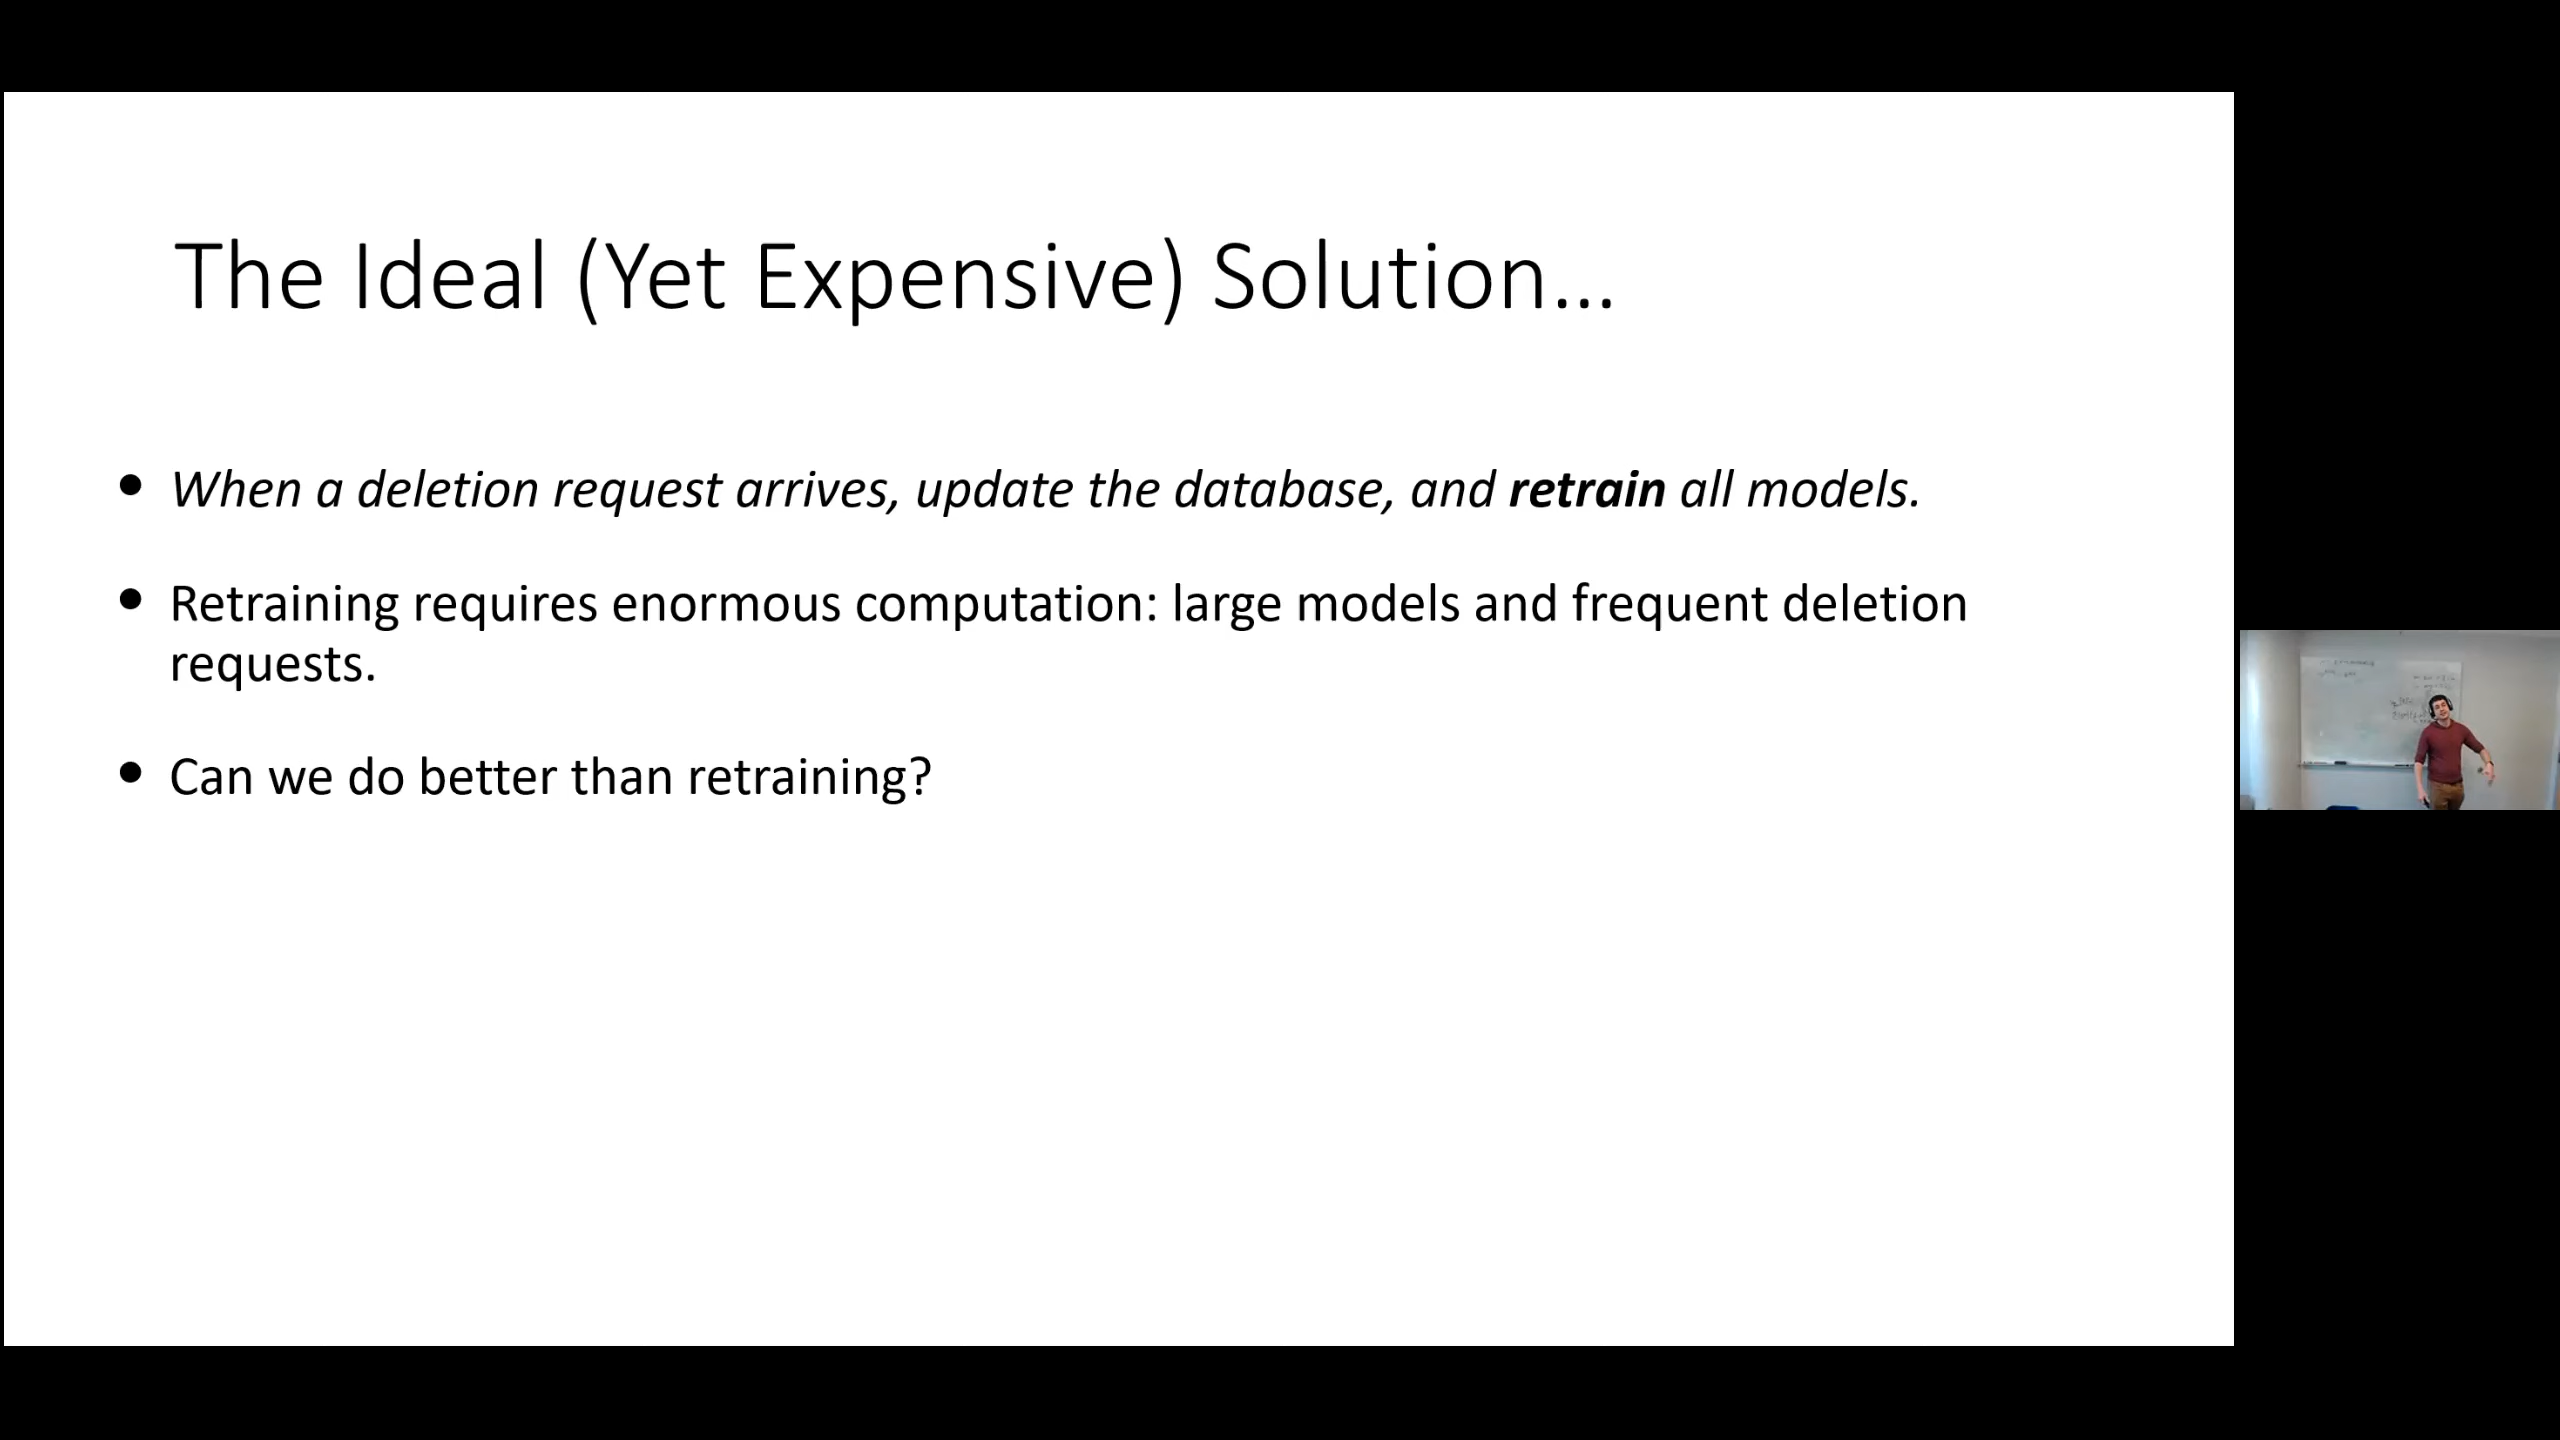 The Ideal (Yet Expensive) Solution...
• When a deletion request arrives, update the database, and retrain all models.
• Retraining requires enormous computation: large models and frequent deletion
requests.
• Can we do better than retraining?